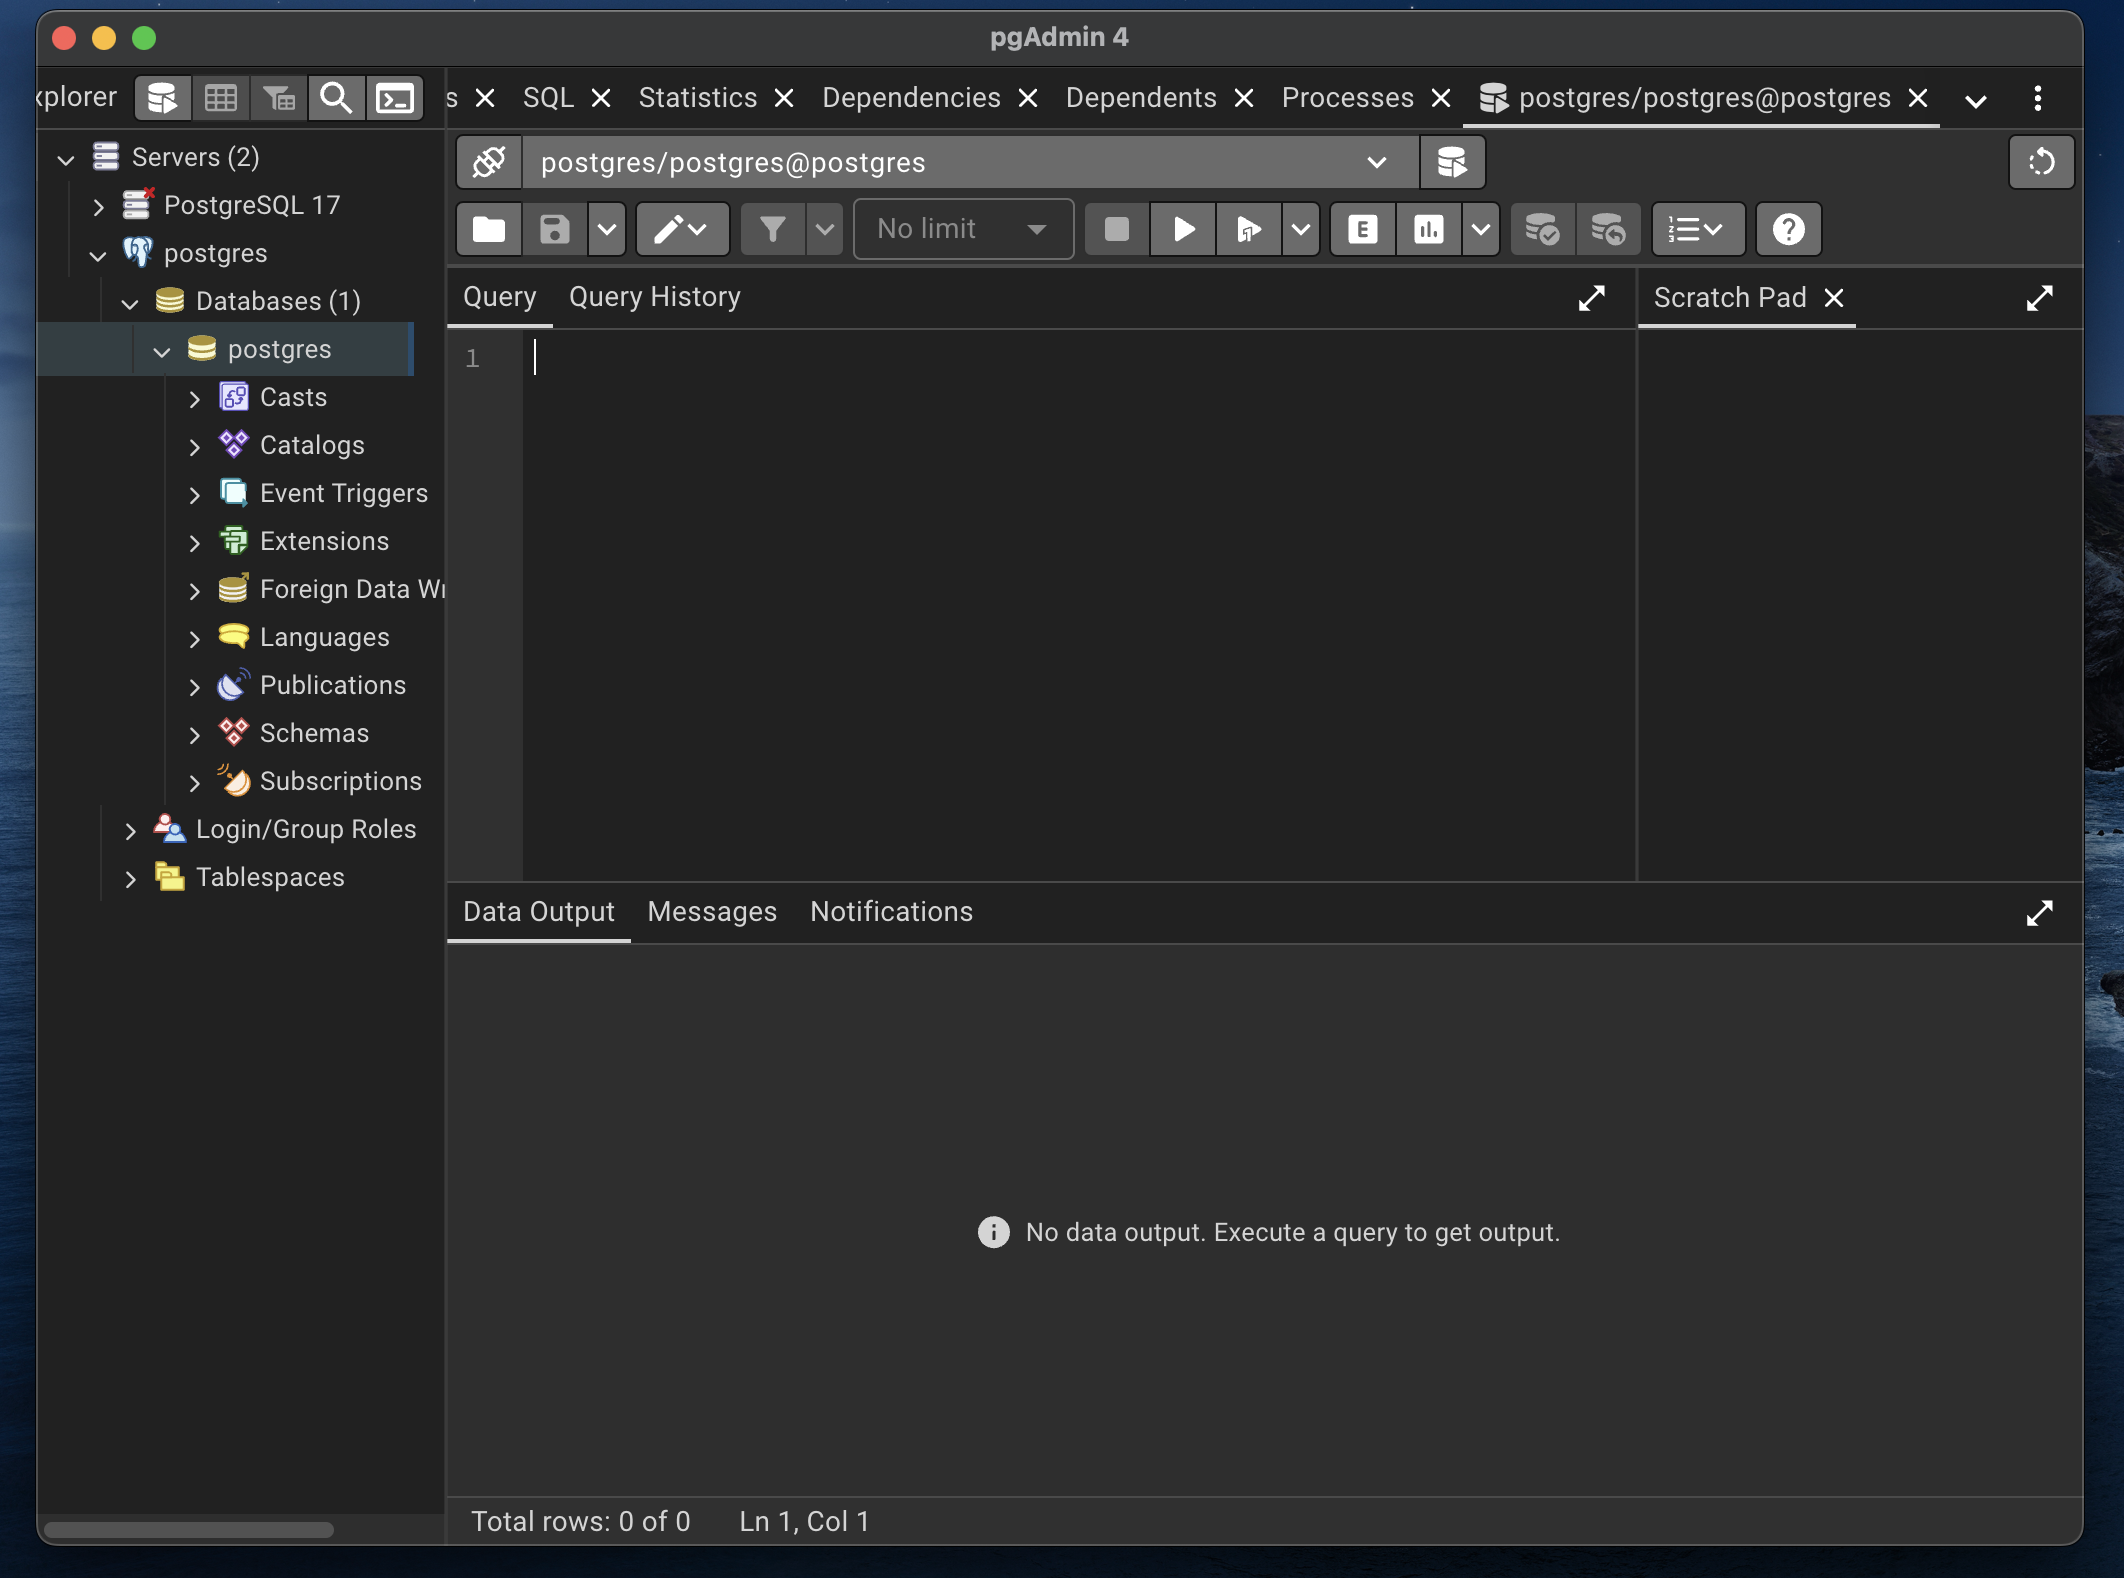 pgAdmin 4
xplorer
s SQL Statistics Dependencies Dependents Processes postgres/postgres@postgres
Servers (2)
PostgreSQL 17
postgres
Databases (1)
postgres
Casts
Catalogs
Event Triggers
Extensions
Foreign Data Wr
Languages
Publications
Schemas
Subscriptions
Login/Group Roles
Tablespaces
postgres/postgres@postgres
No limit
E
Query Query History
Scratch Pad
1
Data Output Messages Notifications
No data output. Execute a query to get output.
Total rows: 0 of 0 Ln 1, Col 1